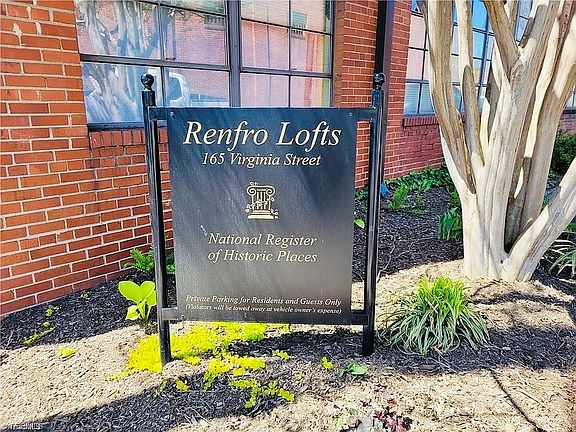 Renfro Lofts
165 Virginia Street
National Register
of Historic Places
Private Parking for Residents and Guests Only
(Violators will be towed away at vehicle owner's expense)